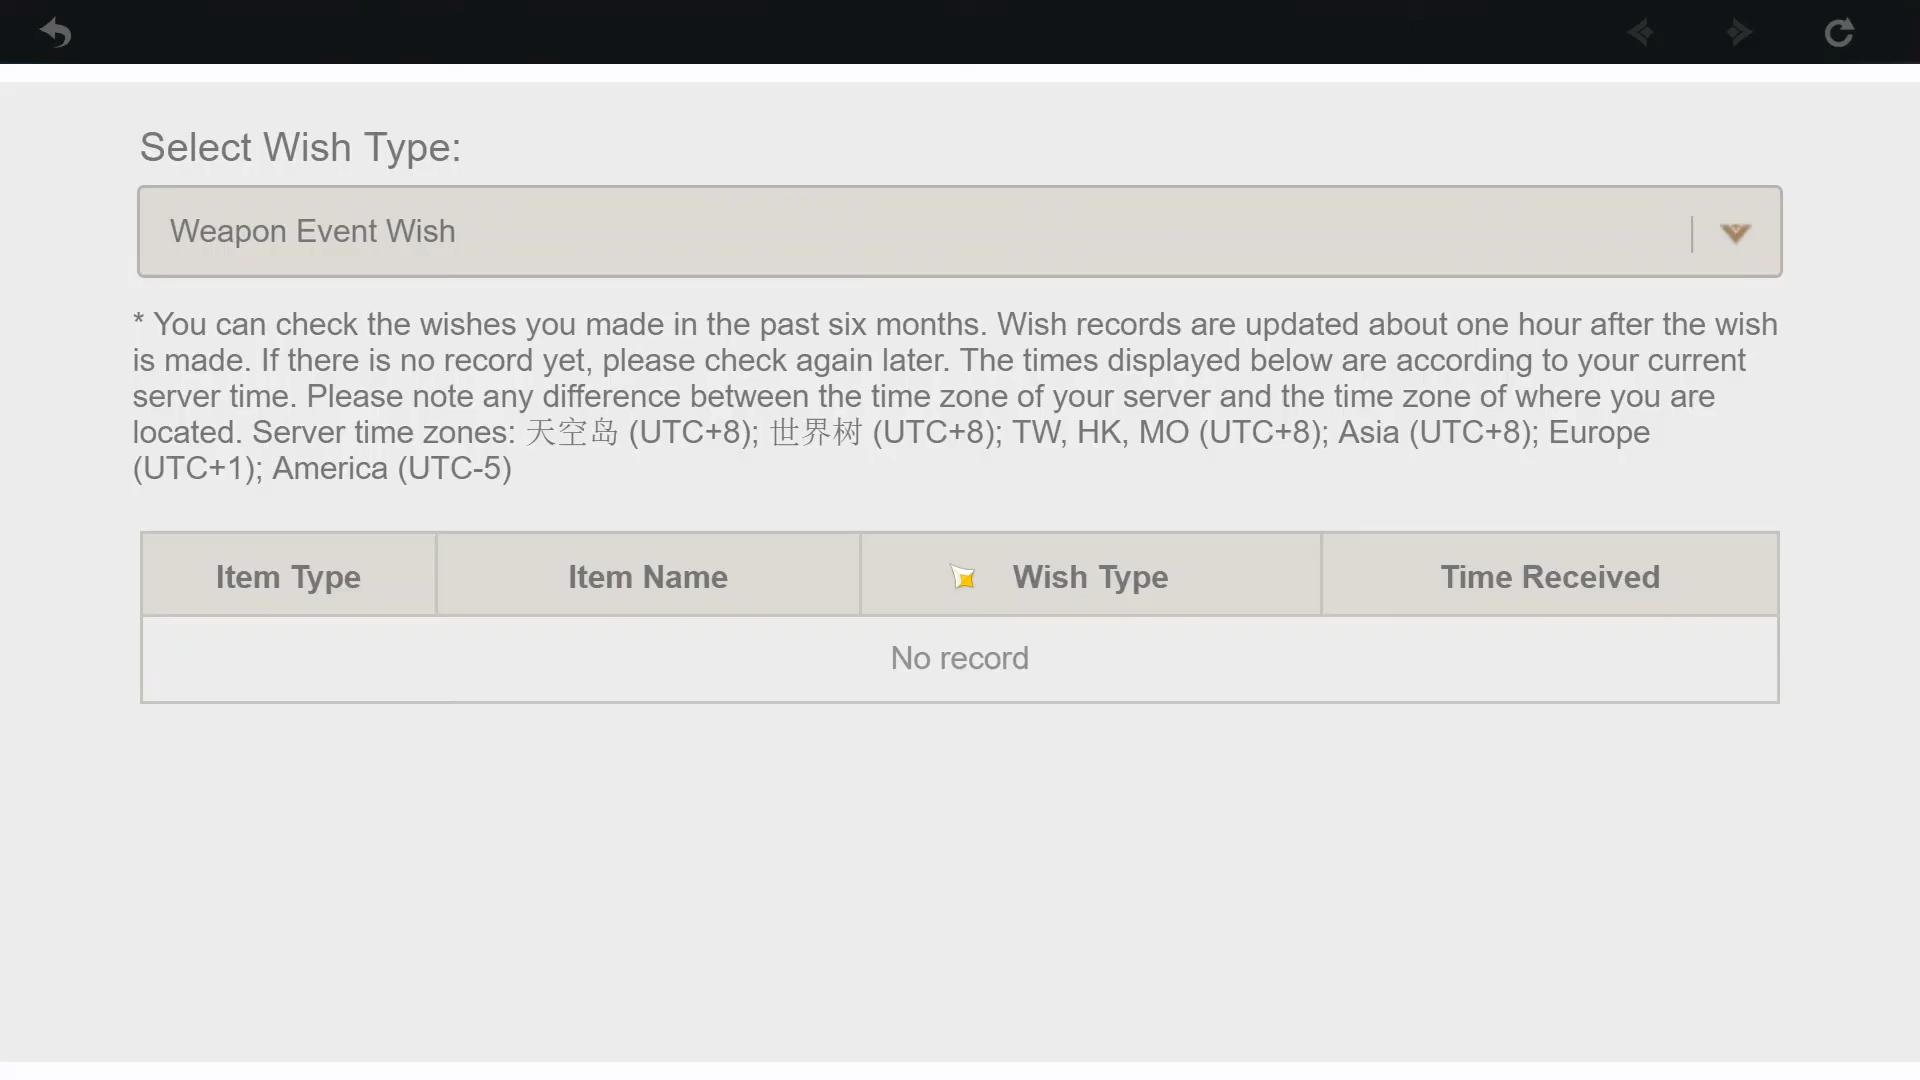 Select Wish Type:
Weapon Event Wish
* You can check the wishes you made in the past six months. Wish records are updated about one hour after the wish
is made. If there is no record yet, please check again later. The times displayed below are according to your current
server time. Please note any difference between the time zone of your server and the time zone of where you are
located. Server time zones: 天空岛 (UTC+8); 世界树 (UTC+8); TW, HK, MO (UTC+8); Asia (UTC+8); Europe
(UTC+1); America (UTC-5)
Item Type Item Name Wish Type Time Received
No record